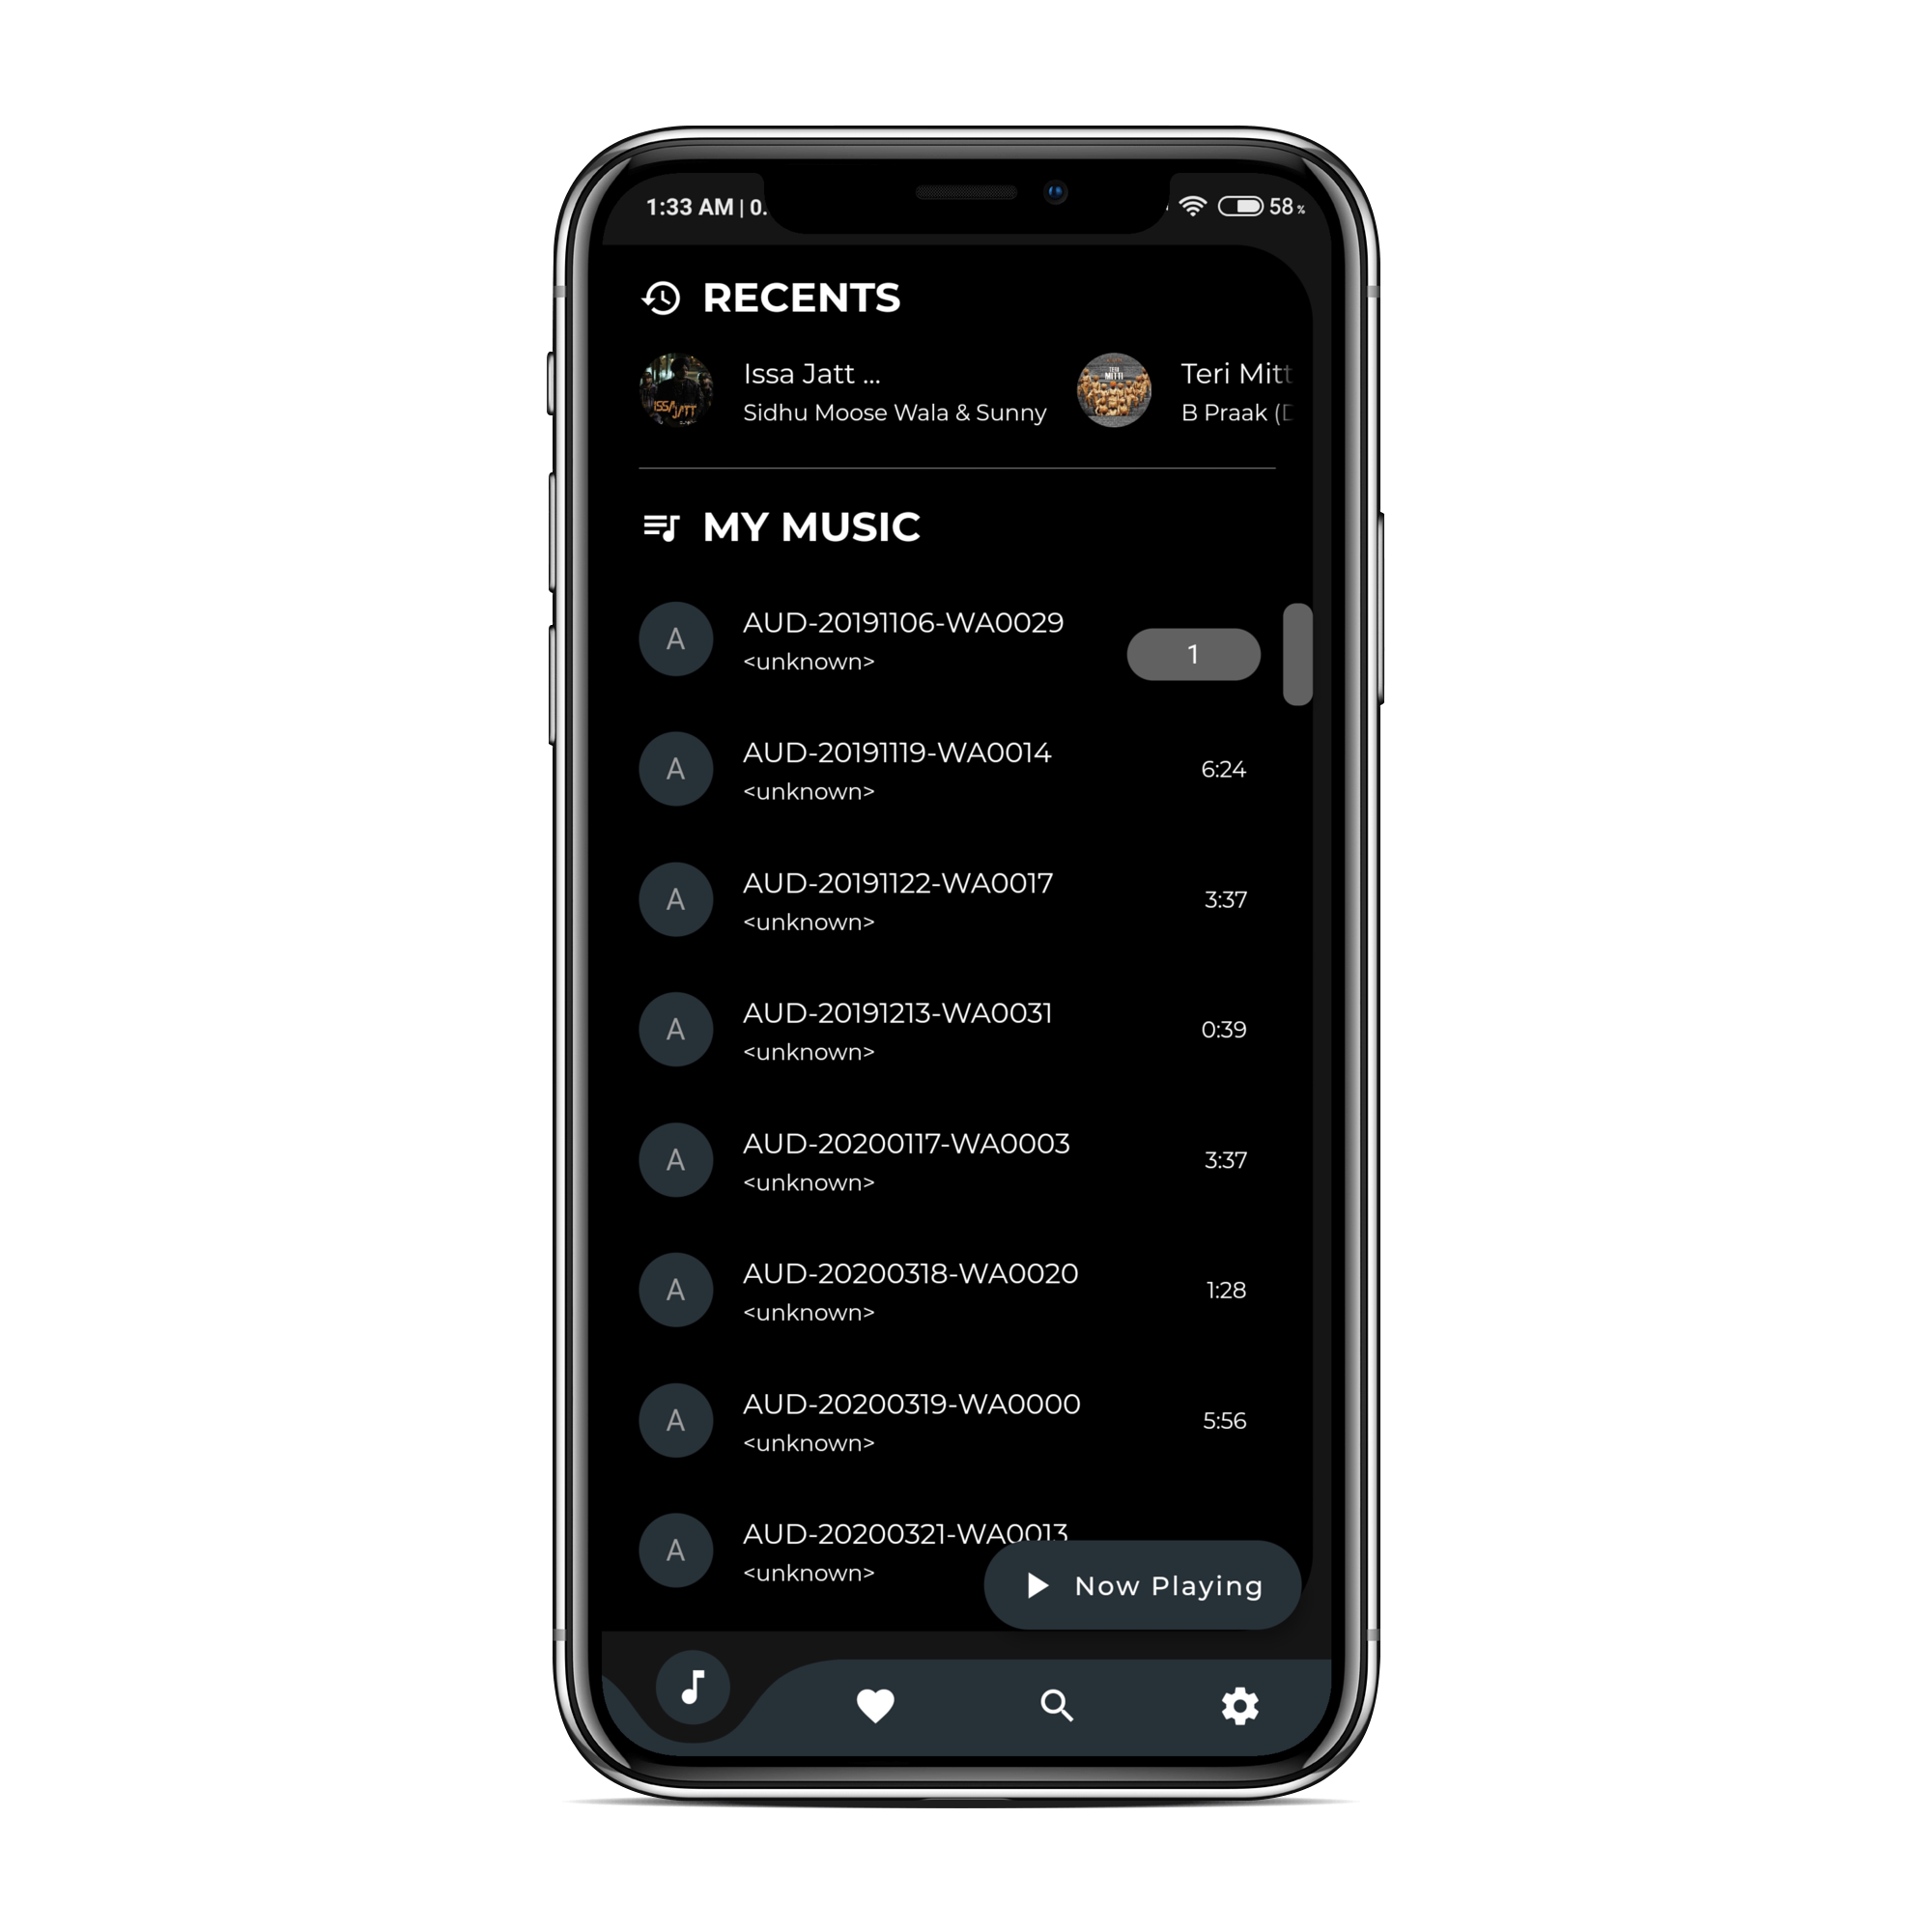 1:33 AM | 0.
58 %
RECENTS
Issa Jatt ...
Sidhu Moose Wala & Sunny
ISSA JATT
TERI MITTI
Teri Mitt
B Praak (
MY MUSIC
A
AUD-20191106-WA0029
<unknown>
1
A
AUD-20191119-WA0014
<unknown>
6:24
A
AUD-20191122-WA0017
<unknown>
3:37
A
AUD-20191213-WA0031
<unknown>
0:39
A
AUD-20200117-WA0003
<unknown>
3:37
A
AUD-20200318-WA0020
<unknown>
1:28
A
AUD-20200319-WA0000
<unknown>
5:56
A
AUD-20200321-WA0013
<unknown>
Now Playing